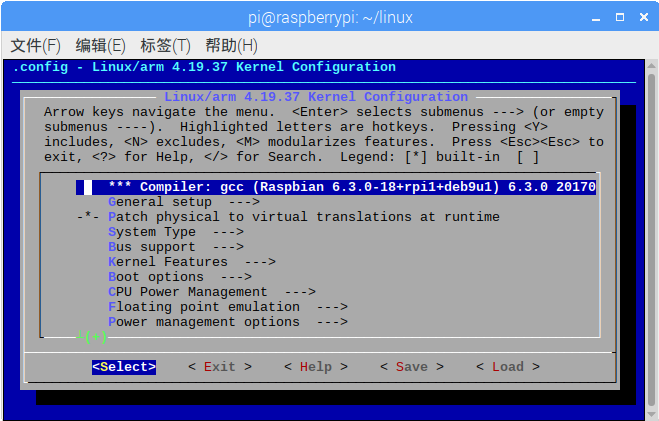 pi@raspberrypi: ~/linux
文件(F) 编辑(E) 标签(T) 帮助(H)
.config - Linux/arm 4.19.37 Kernel Configuration
Linux/arm 4.19.37 Kernel Configuration
Arrow keys navigate the menu.  <Enter> selects submenus ---> (or empty
submenus ----).  Highlighted letters are hotkeys.  Pressing <Y>
includes, <N> excludes, <M> modularizes features.  Press <Esc><Esc> to
exit, <?> for Help, </> for Search.  Legend: [*] built-in  [ ]
*** Compiler: gcc (Raspbian 6.3.0-18+rpi1+deb9u1) 6.3.0 20170
General setup  --->
-*- Patch physical to virtual translations at runtime
System Type  --->
Bus support  --->
Kernel Features  --->
Boot options  --->
CPU Power Management  --->
Floating point emulation  --->
Power management options  --->
(+)
<Select>    < Exit >    < Help >    < Save >    < Load >